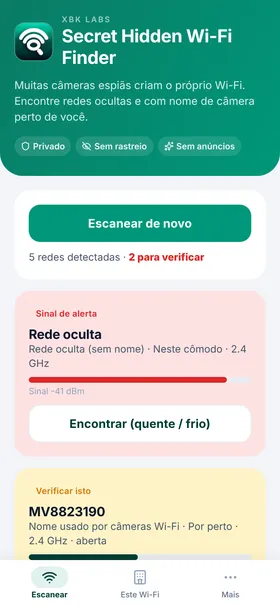 XBK LABS
Secret Hidden Wi-Fi
Finder
Muitas câmeras espiãs criam o próprio Wi-Fi.
Encontre redes ocultas e com nome de câmera
perto de você.
Privado
Sem rastreio
Sem anúncios
Escanear de novo
5 redes detectadas · 2 para verificar
Sinal de alerta
Rede oculta
Rede oculta (sem nome) · Neste cômodo · 2.4
GHz
Sinal -41 dBm
Encontrar (quente / frio)
Verificar isto
MV8823190
Nome usado por câmeras Wi-Fi · Por perto ·
2.4 GHz · aberta
Escanear
Este Wi-Fi
Mais